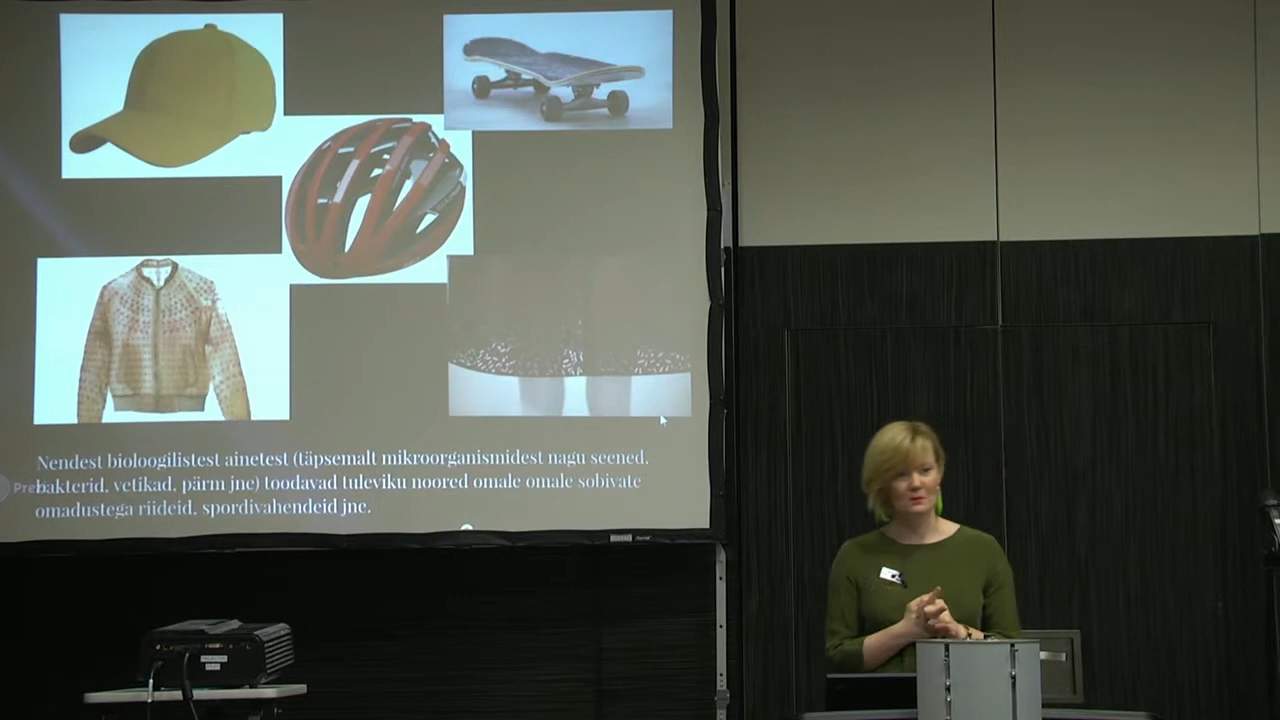 Nendest bioloogilistest ainetest (täpsemalt mikroorganismidest nagu seened,
bakterid, vetikad, pärm jne) toodavad tuleviku noored omale omale sobivate
omadustega riideid, spordivahendeid jne.
Prezi